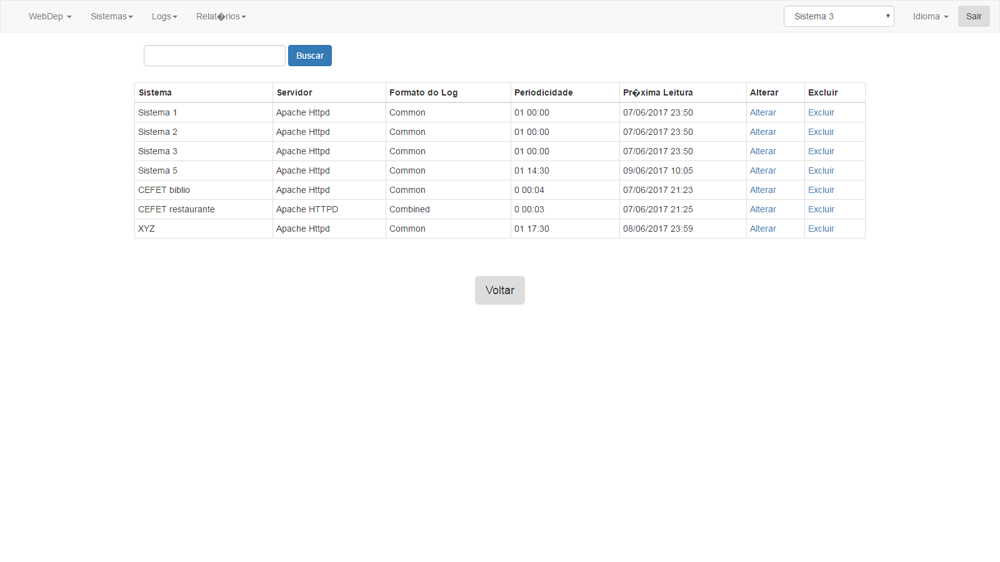 WebDep Sistemas Logs Relat�rios Sistema 3 Idioma Sair
Buscar
Sistema Servidor Formato do Log Periodicidade Pr�xima Leitura Alterar Excluir
Sistema 1 Apache Httpd Common 01 00:00 07/06/2017 23:50 Alterar Excluir
Sistema 2 Apache Httpd Common 01 00:00 07/06/2017 23:50 Alterar Excluir
Sistema 3 Apache Httpd Common 01 00:00 07/06/2017 23:50 Alterar Excluir
Sistema 5 Apache Httpd Common 01 14:30 09/06/2017 10:05 Alterar Excluir
CEFET biblio Apache Httpd Common 0 00:04 07/06/2017 21:23 Alterar Excluir
CEFET restaurante Apache HTTPD Combined 0 00:03 07/06/2017 21:25 Alterar Excluir
XYZ Apache Httpd Common 01 17:30 08/06/2017 23:59 Alterar Excluir
Voltar